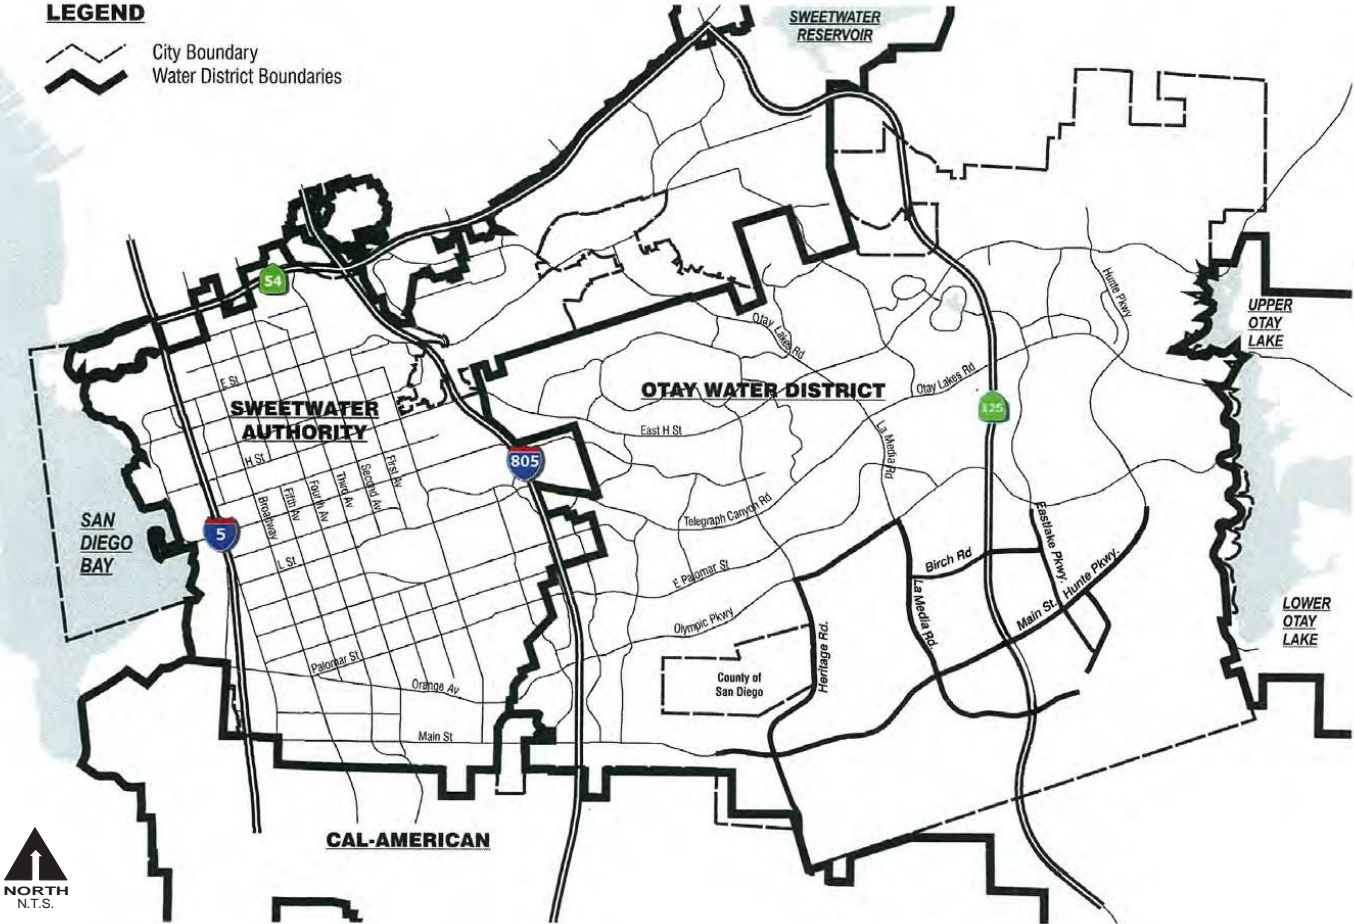 LEGEND
City Boundary
Water District Boundaries
SWEETWATER
RESERVOIR
54
Hunte Pkwy
UPPER
OTAY
LAKE
Otay Lakes Rd
E St
SWEETWATER
AUTHORITY
OTAY WATER DISTRICT
Otay Lakes Rd
125
East H St
La Media Rd
H St
805
First Av
Second Av
Third Av
Fourth Av
Fifth Av
Broadway
SAN
DIEGO
BAY
5
Telegraph Canyon Rd
Eastlake Pkwy.
L St
E Palomar St
Birch Rd
La Media Rd.
Main St.
Hunte Pkwy.
LOWER
OTAY
LAKE
Olympic Pkwy
Heritage Rd.
Palomar St
County of
San Diego
Orange Av
Main St
CAL-AMERICAN
NORTH
N.T.S.